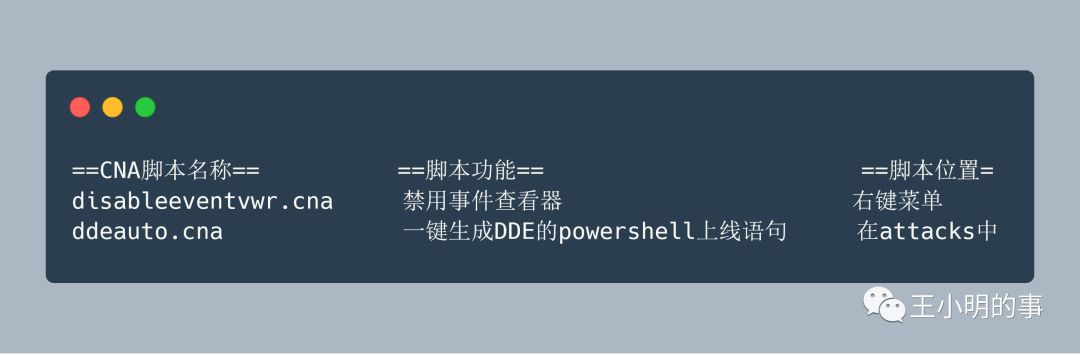 ==CNA脚本名称== ==脚本功能== ==脚本位置=
disableeventvwr.cna 禁用事件查看器 右键菜单
ddeauto.cna 一键生成DDE的powershell上线语句 在attacks中
王小明的事